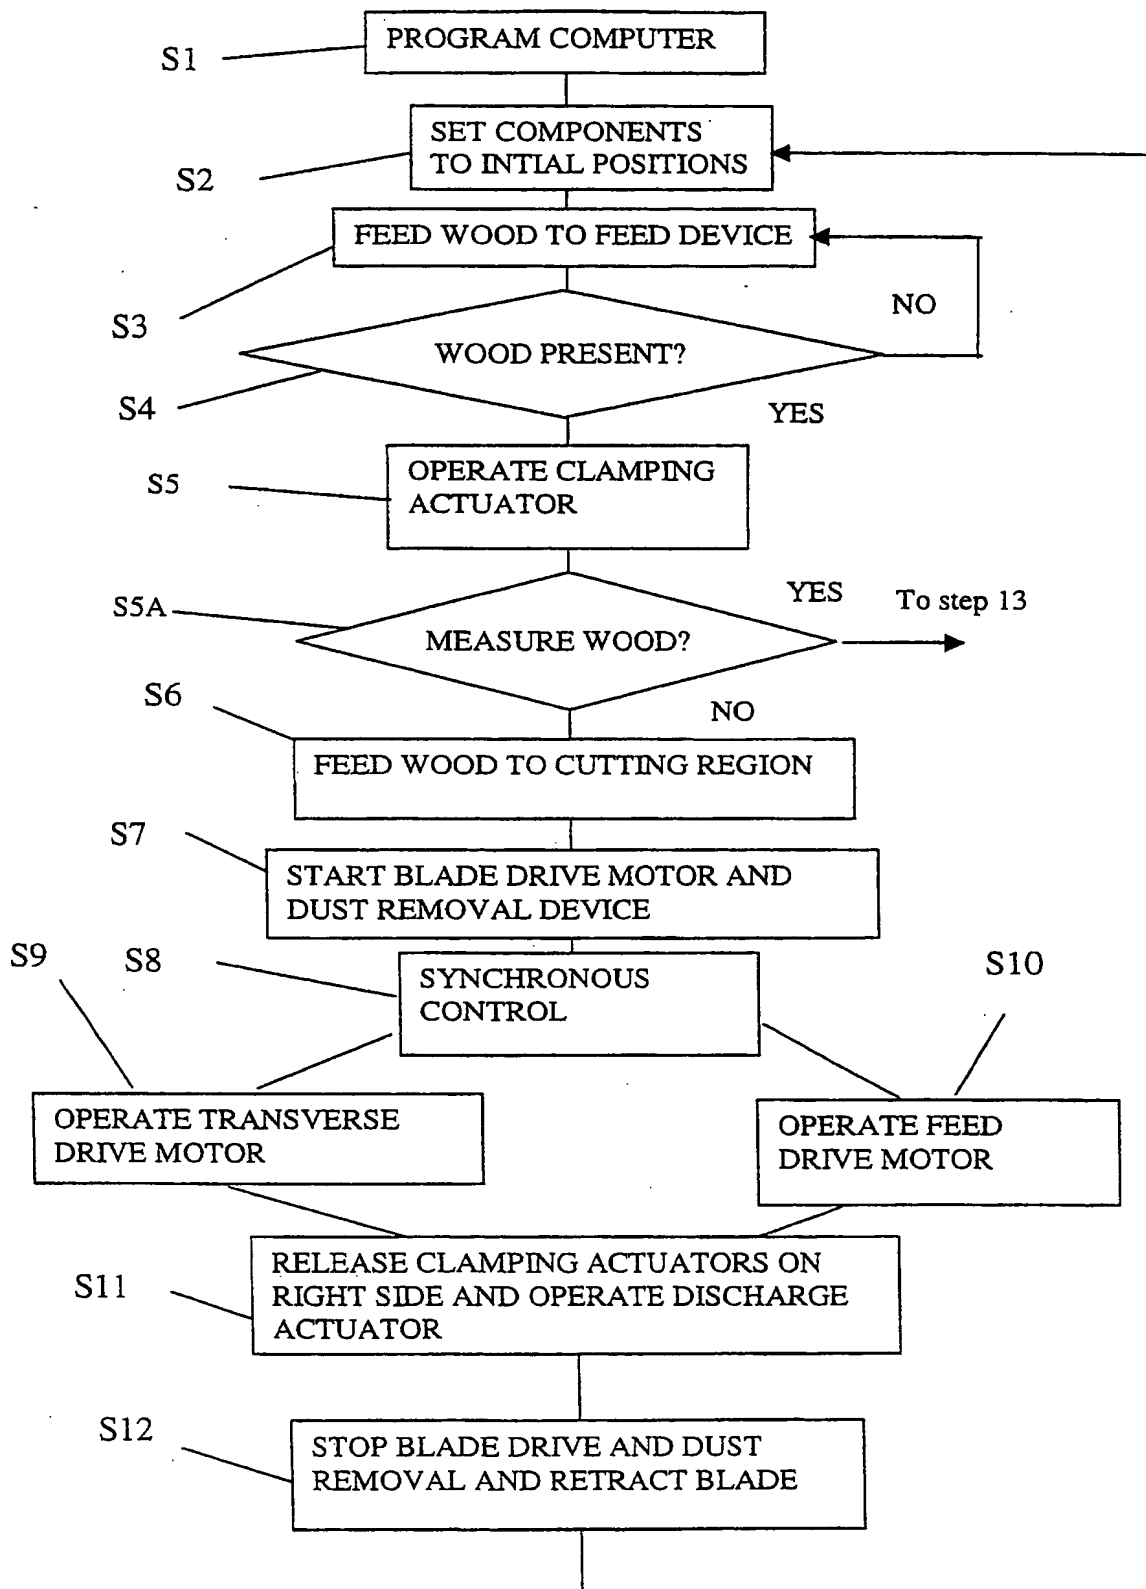 PROGRAM COMPUTER
S1
SET COMPONENTS
TO INTIAL POSITIONS
S2
FEED WOOD TO FEED DEVICE
S3
NO
WOOD PRESENT?
S4
YES
OPERATE CLAMPING
ACTUATOR
S5
YES
To step 13
S5A
MEASURE WOOD?
S6
NO
FEED WOOD TO CUTTING REGION
S7
START BLADE DRIVE MOTOR AND
DUST REMOVAL DEVICE
S9
S8
S10
SYNCHRONOUS
CONTROL
OPERATE TRANSVERSE
DRIVE MOTOR
OPERATE FEED
DRIVE MOTOR
RELEASE CLAMPING ACTUATORS ON
RIGHT SIDE AND OPERATE DISCHARGE
ACTUATOR
S11
S12
STOP BLADE DRIVE AND DUST
REMOVAL AND RETRACT BLADE